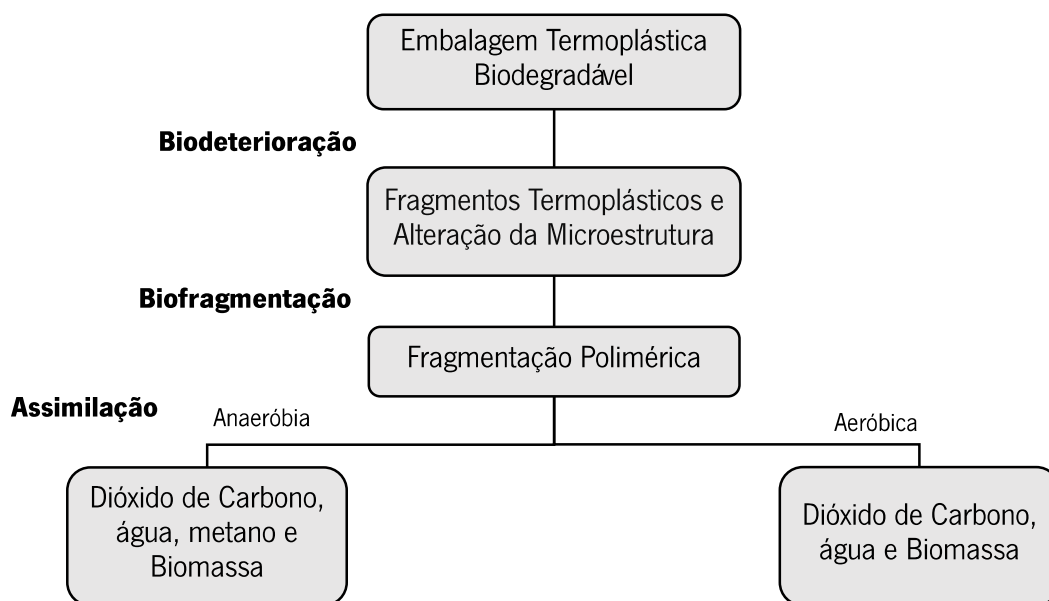 Embalagem Termoplástica
Biodegradável
Biodeterioração
Fragmentos Termoplásticos e
Alteração da Microestrutura
Biofragmentação
Fragmentação Polimérica
Assimilação
Anaeróbia
Aeróbica
Dióxido de Carbono,
água, metano e
Biomassa
Dióxido de Carbono,
água e Biomassa